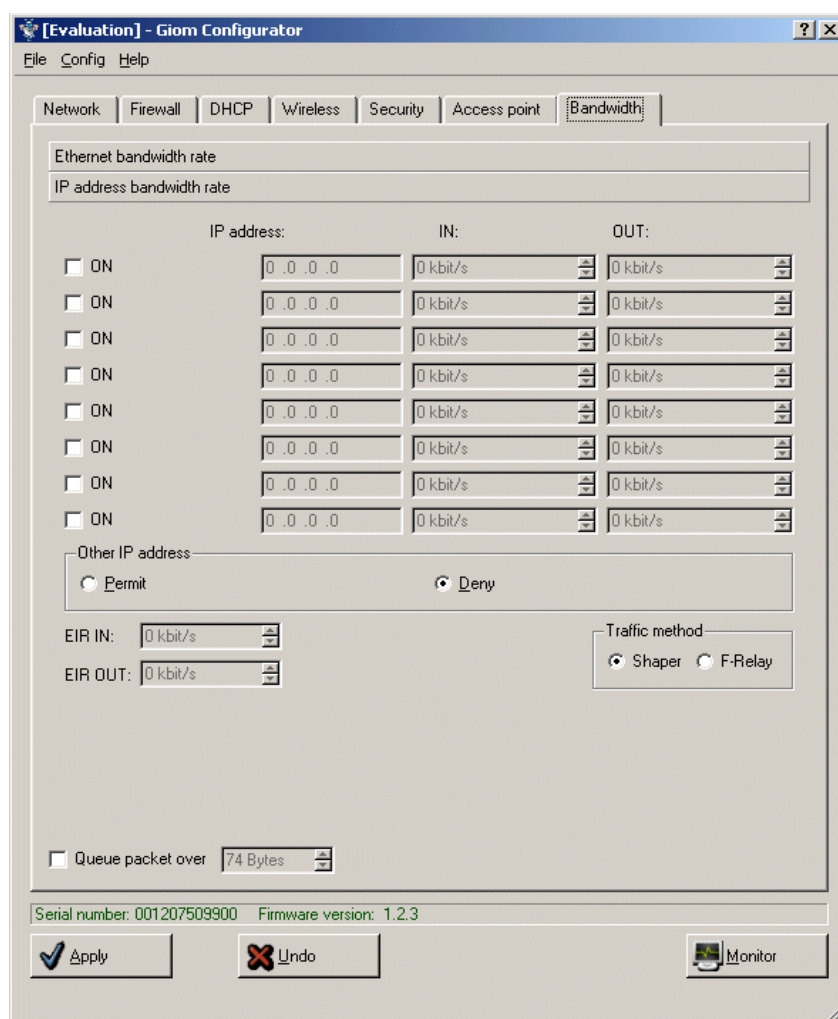 [Evaluation] - Giom Configurator
File Config Help
Network Firewall DHCP Wireless Security Access point Bandwidth
Ethernet bandwidth rate
IP address bandwidth rate
IP address: IN: OUT:
ON 0 .0 .0 .0 0 kbit/s 0 kbit/s
ON 0 .0 .0 .0 0 kbit/s 0 kbit/s
ON 0 .0 .0 .0 0 kbit/s 0 kbit/s
ON 0 .0 .0 .0 0 kbit/s 0 kbit/s
ON 0 .0 .0 .0 0 kbit/s 0 kbit/s
ON 0 .0 .0 .0 0 kbit/s 0 kbit/s
ON 0 .0 .0 .0 0 kbit/s 0 kbit/s
ON 0 .0 .0 .0 0 kbit/s 0 kbit/s
Other IP address
Permit Deny
EIR IN: 0 kbit/s
EIR OUT: 0 kbit/s
Traffic method
Shaper F-Relay
Queue packet over 74 Bytes
Serial number: 001207509900 Firmware version: 1.2.3
Apply Undo Monitor